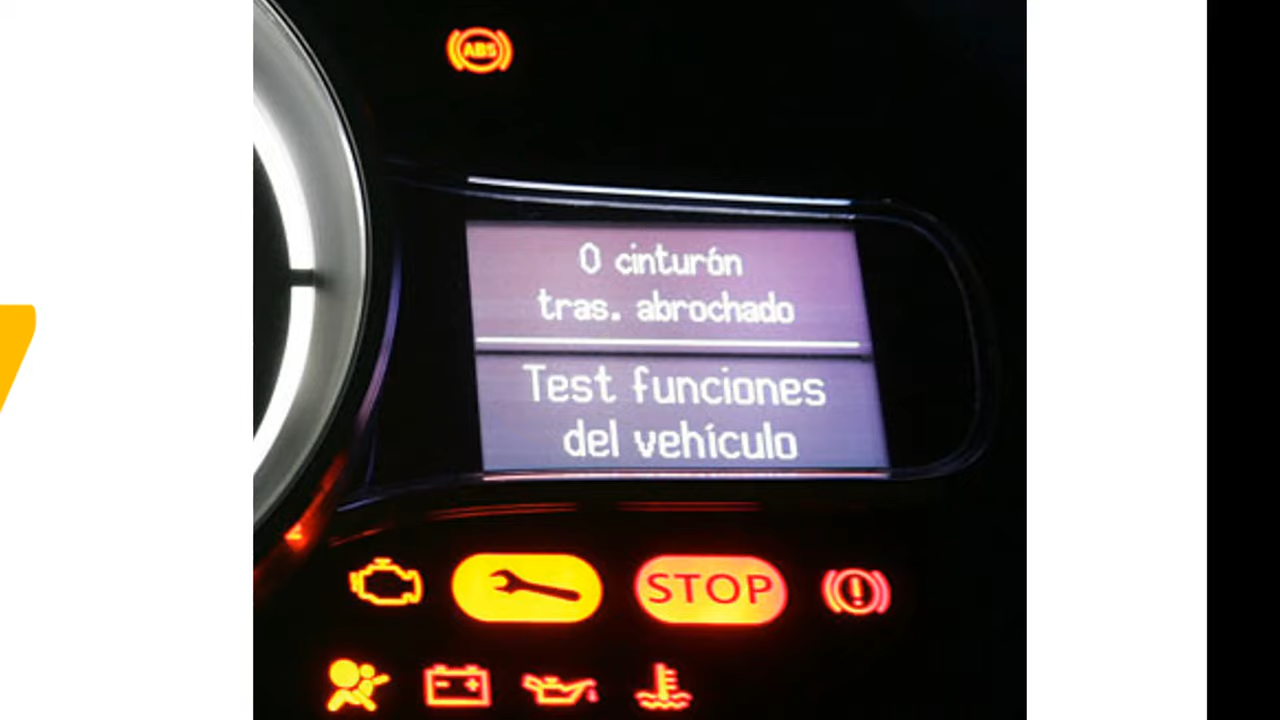 ABS
0 cinturón
tras. abrochado
Test funciones
del vehículo
STOP